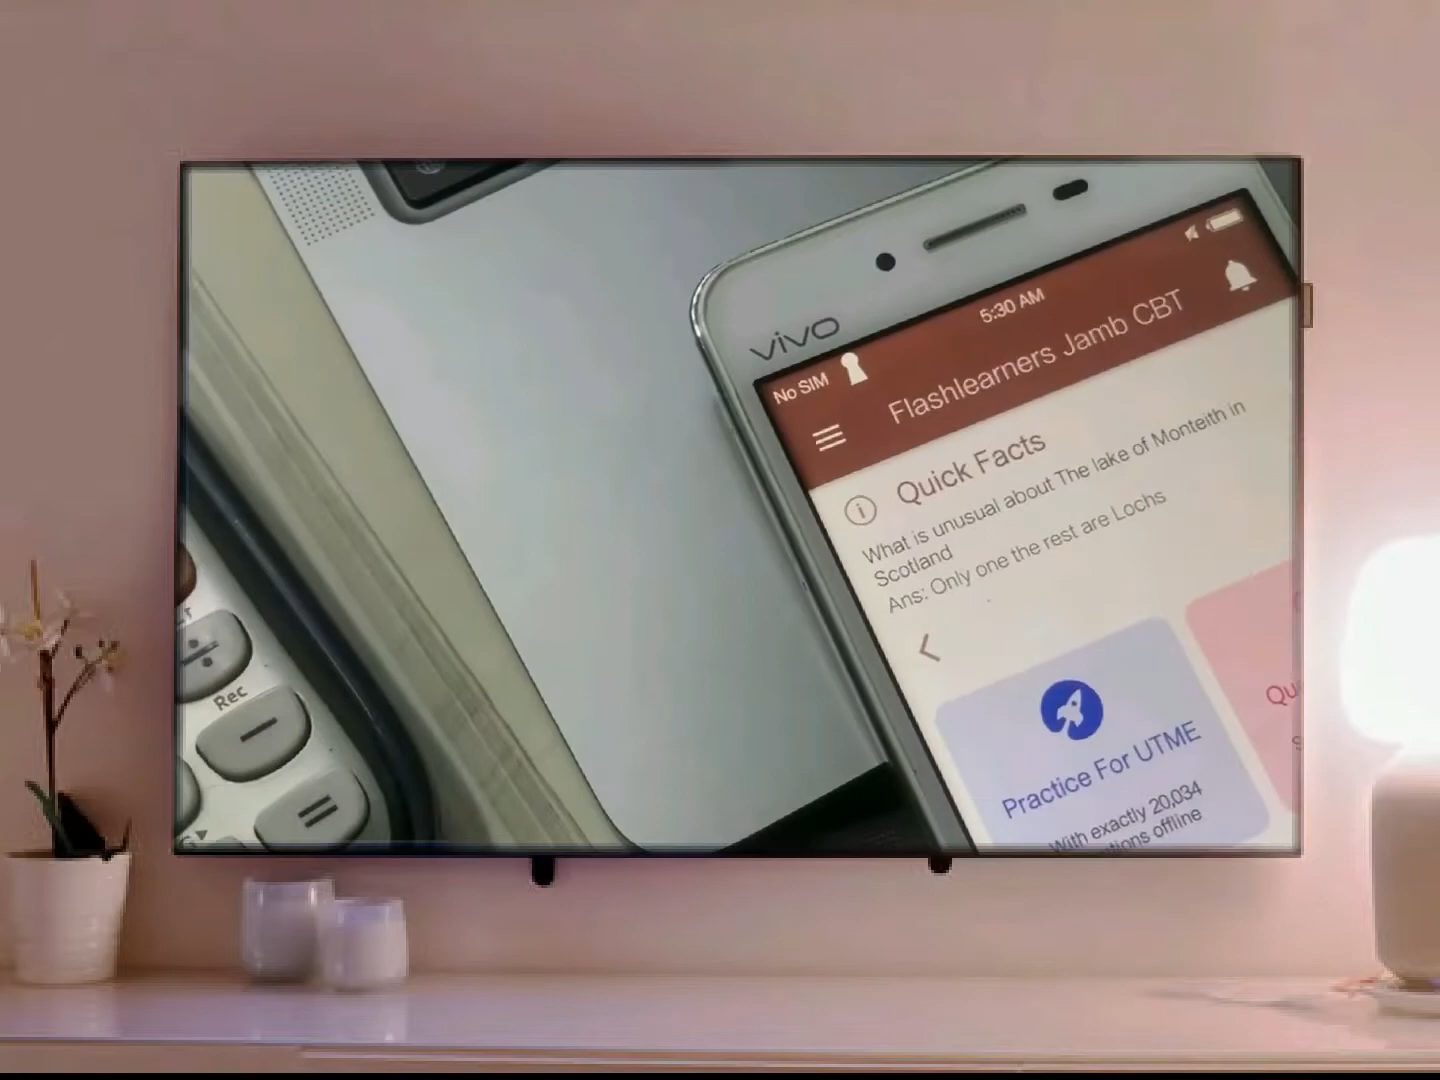 vivo
No SIM
5:30 AM
Flashlearners Jamb CBT
Quick Facts
What is unusual about The lake of Monteith in
Scotland
Ans: Only one the rest are Lochs
Practice For UTME
With exactly 20,034
offline
Rec